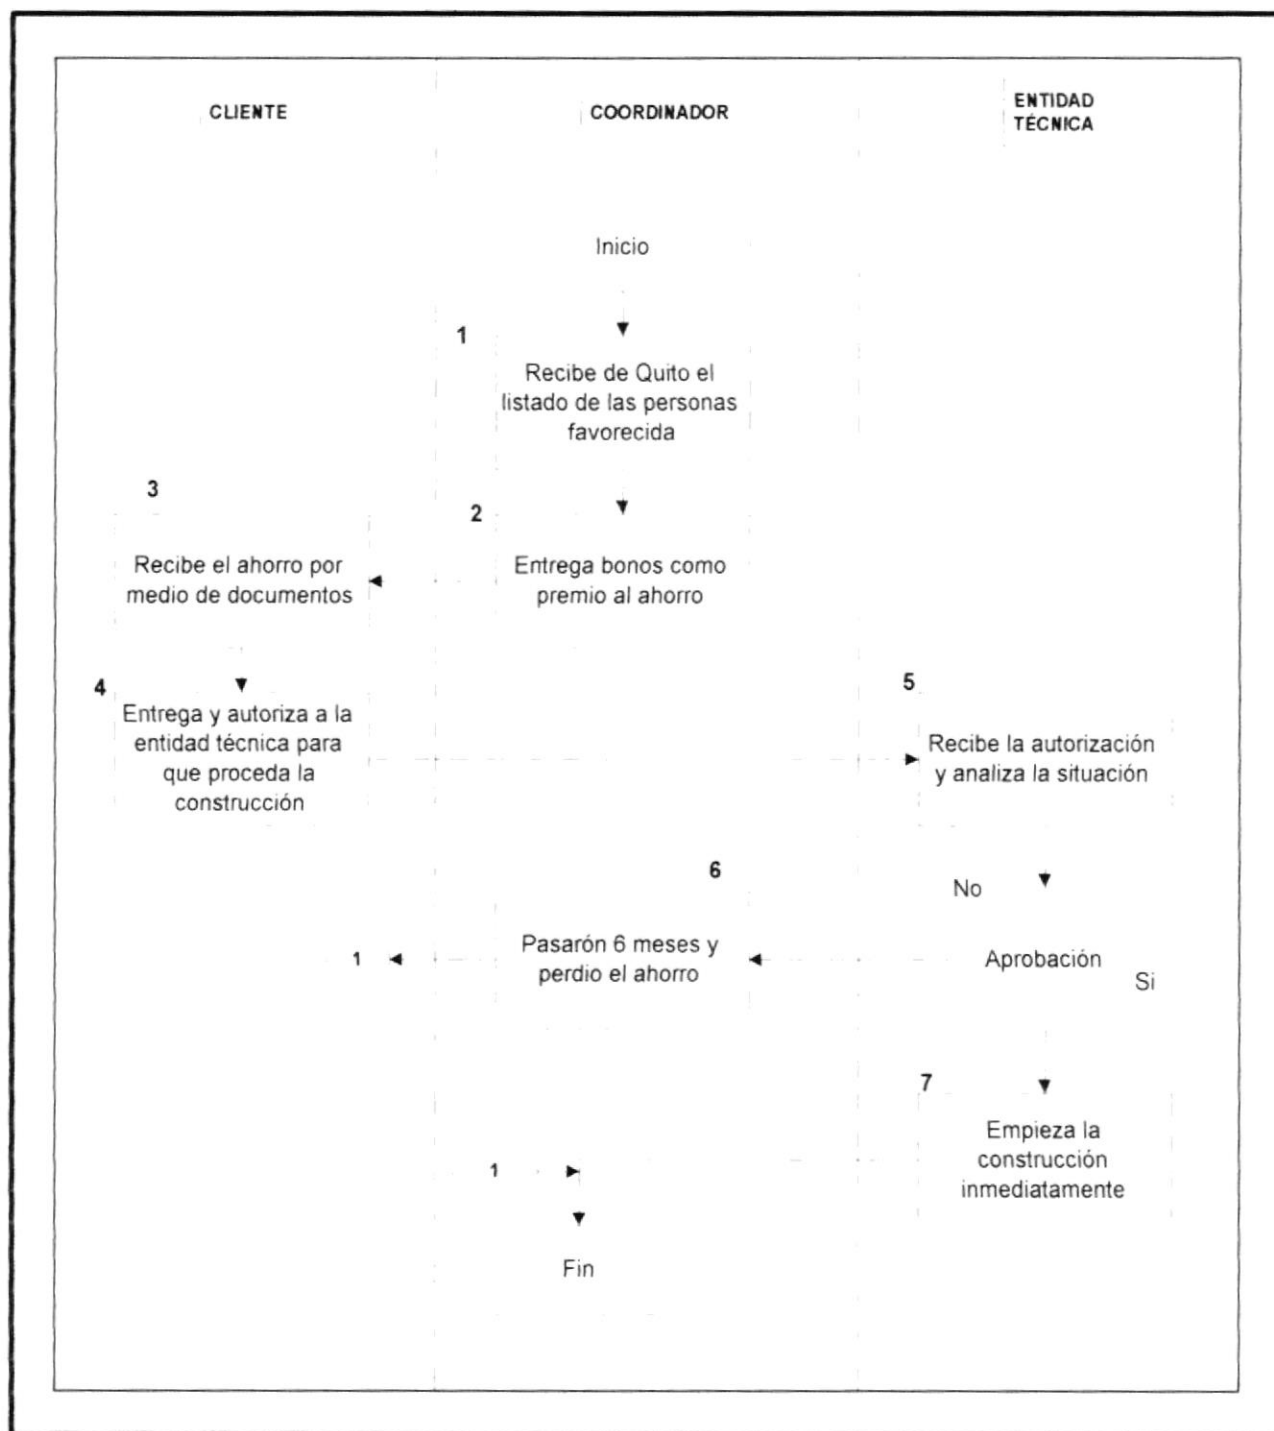 CLIENTE
COORDINADOR
ENTIDAD
TÉCNICA
Inicio
1
Recibe de Quito el
listado de las personas
favorecida
2
Entrega bonos como
premio al ahorro
3
Recibe el ahorro por
medio de documentos
4
Entrega y autoriza a la
entidad técnica para
que proceda la
construcción
5
Recibe la autorización
y analiza la situación
No
Aprobación
Si
6
Pasarón 6 meses y
perdio el ahorro
1
7
Empieza la
construcción
inmediatamente
1
Fin